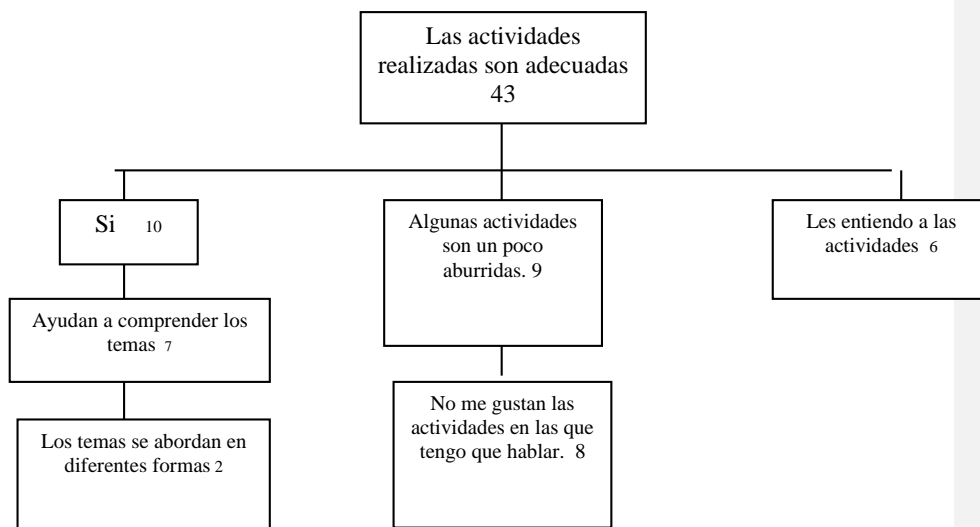 Las actividades
realizadas son adecuadas
43
Si 10
Ayudan a comprender los
temas 7
Los temas se abordan en
diferentes formas 2
Algunas actividades
son un poco
aburridas. 9
No me gustan las
actividades en las que
tengo que hablar. 8
Les entiendo a las
actividades 6